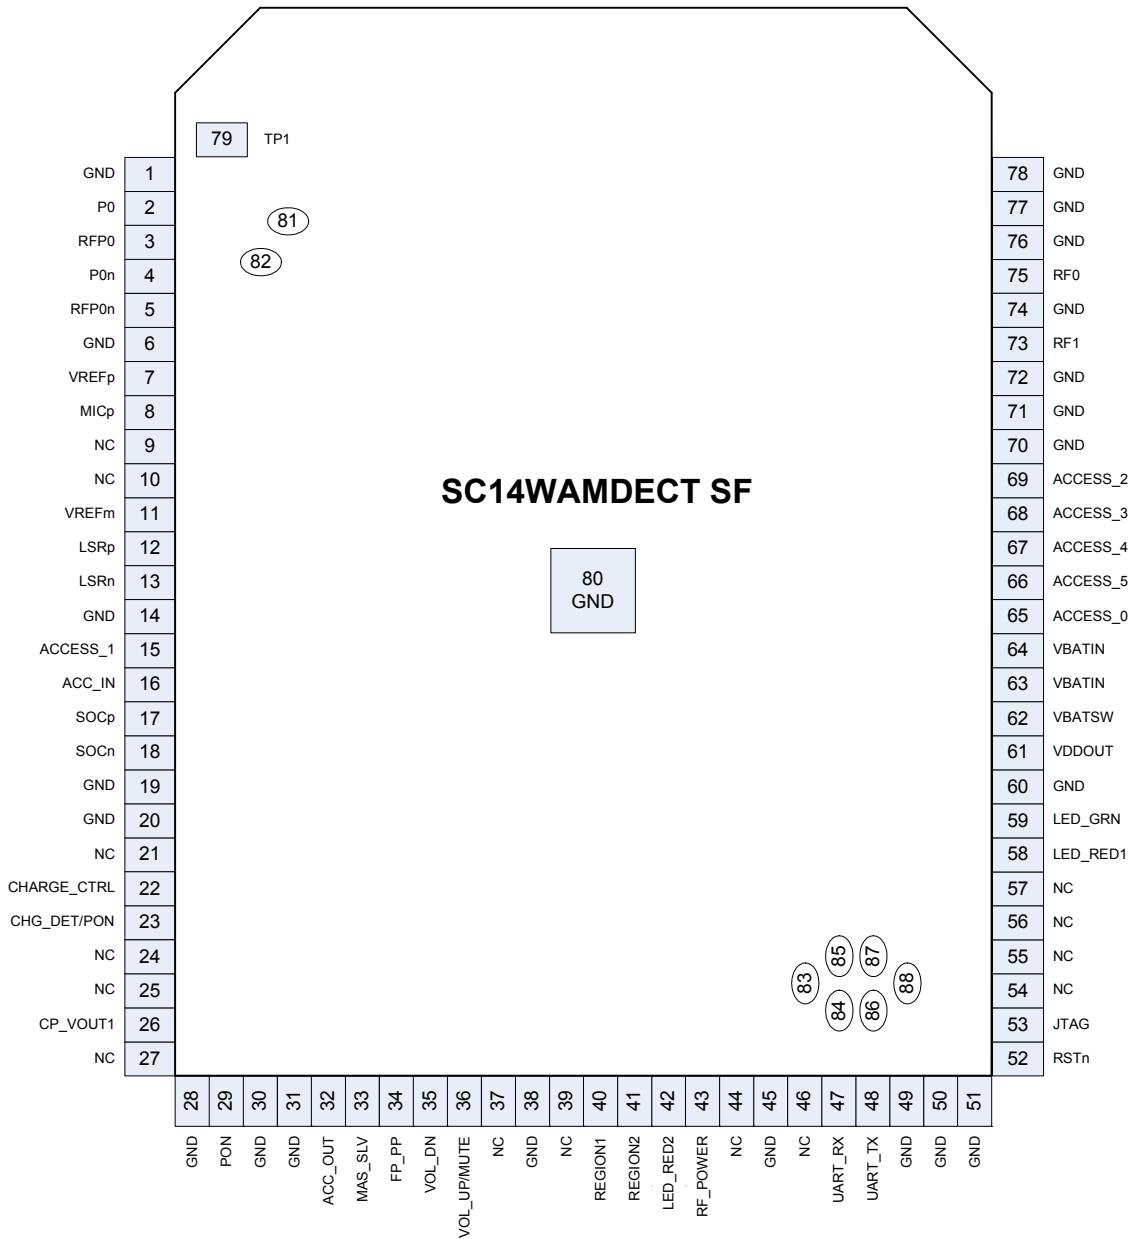 79 TP1
GND 1
P0 2
RFP0 3
P0n 4
RFP0n 5
GND 6
VREFp 7
MICp 8
NC 9
NC 10
VREFm 11
LSRp 12
LSRn 13
GND 14
ACCESS_1 15
ACC_IN 16
SOCp 17
SOCn 18
GND 19
GND 20
NC 21
CHARGE_CTRL 22
CHG_DET/PON 23
NC 24
NC 25
CP_VOUT1 26
NC 27
81
82
SC14WAMDECT SF
80
GND
83
85
87
88
84
86
78 GND
77 GND
76 GND
75 RF0
74 GND
73 RF1
72 GND
71 GND
70 GND
69 ACCESS_2
68 ACCESS_3
67 ACCESS_4
66 ACCESS_5
65 ACCESS_0
64 VBATIN
63 VBATIN
62 VBATSW
61 VDDOUT
60 GND
59 LED_GRN
58 LED_RED1
57 NC
56 NC
55 NC
54 NC
53 JTAG
52 RSTn
28 GND
29 PON
30 GND
31 GND
32 ACC_OUT
33 MAS_SLV
34 FP_PP
35 VOL_DN
36 VOL_UP/MUTE
37 NC
38 GND
39 NC
40 REGION1
41 REGION2
42 LED_RED2
43 RF_POWER
44 NC
45 GND
46 NC
47 UART_RX
48 UART_TX
49 GND
50 GND
51 GND